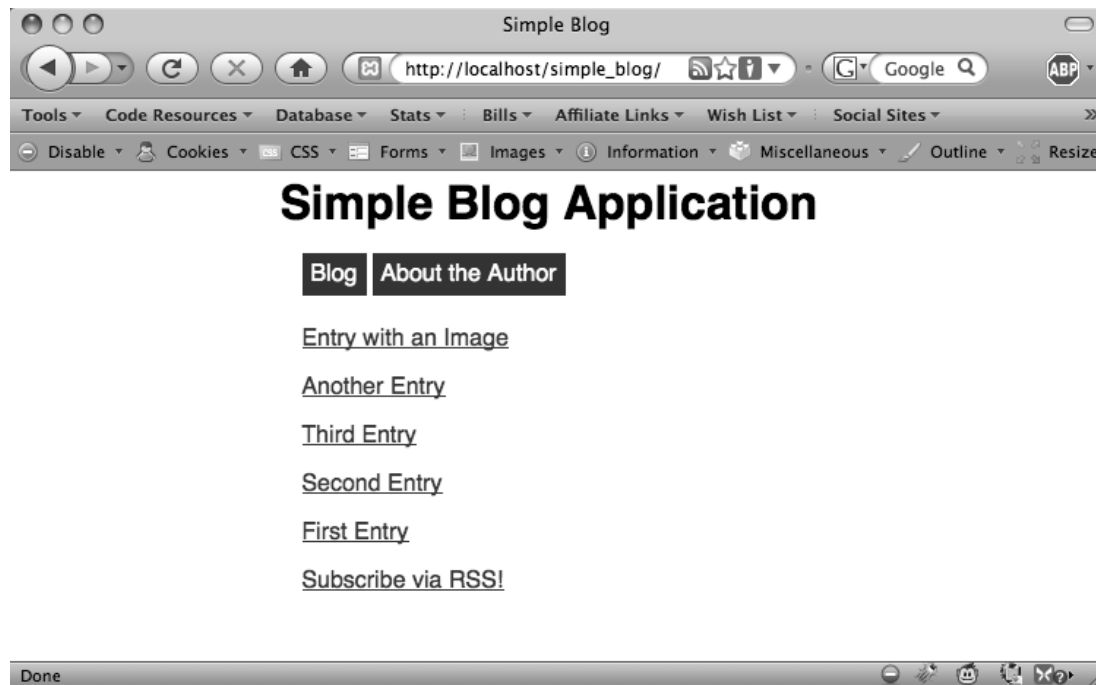 Simple Blog
http://localhost/simple_blog/ G Google ABP
Tools Code Resources Database Stats Bills Affiliate Links Wish List Social Sites »
Disable Cookies CSS CSS Forms Images Information Miscellaneous Outline Resize
Simple Blog Application
Blog About the Author
Entry with an Image
Another Entry
Third Entry
Second Entry
First Entry
Subscribe via RSS!
Done